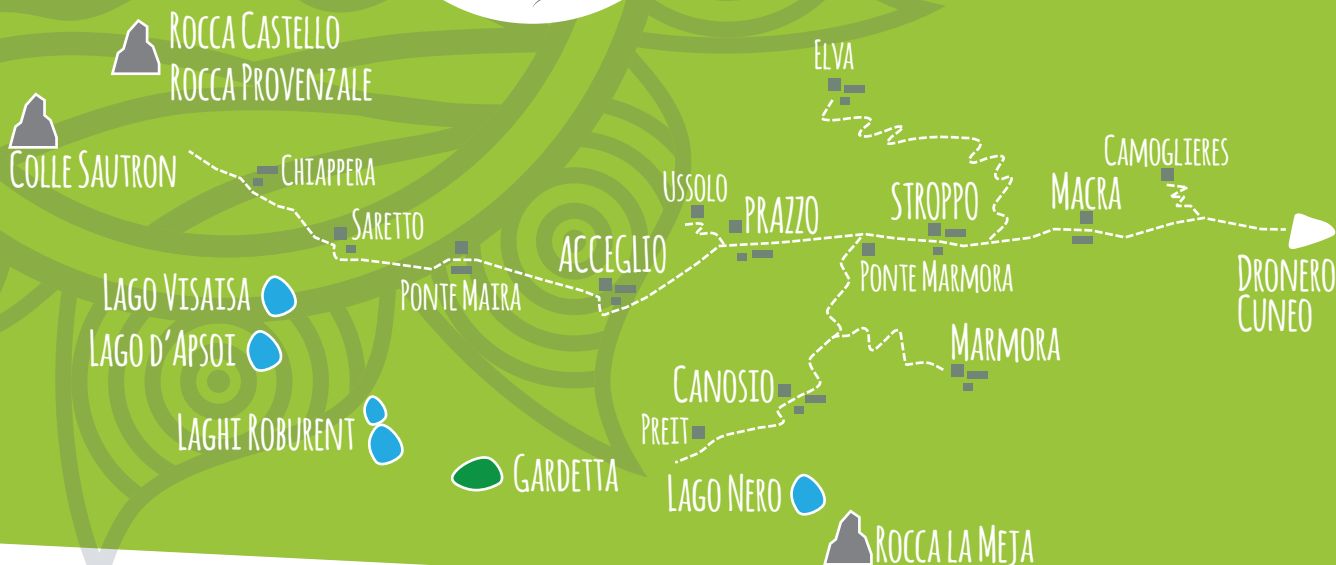 Rocca Castello
Rocca Provenzale
Elva
Colle Sautron
Chiappera
Camoglieres
Ussolo
Prazzo
Stroppo
Macra
Saretto
Acceglio
Ponte Maira
Ponte Marmora
Dronero
Cuneo
Lago Visaisa
Lago d'Apsoi
Marmora
Canosio
Preit
Laghi Roburent
Gardetta
Lago Nero
Rocca la Meja